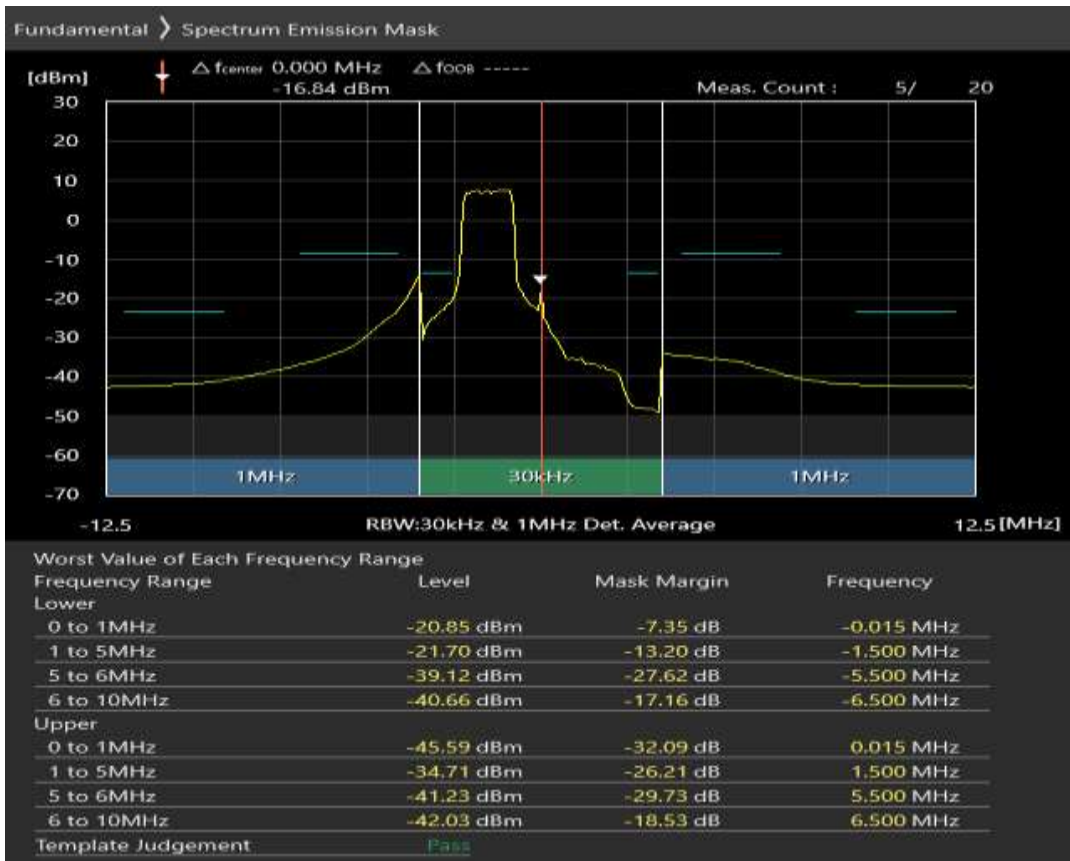 Fundamental 》 Spectrum Emission Mask
[dBm] △ fcenter 0.000 MHz △ fOOB -----
-16.84 dBm Meas. Count : 5/ 20
30
20
10
0
-10
-20
-30
-40
-50
-60
1MHz 30kHz 1MHz
-70
-12.5 RBW:30kHz & 1MHz Det. Average 12.5 [MHz]
Worst Value of Each Frequency Range
Frequency Range Level Mask Margin Frequency
Lower
0 to 1MHz -20.85 dBm -7.35 dB -0.015 MHz
1 to 5MHz -21.70 dBm -13.20 dB -1.500 MHz
5 to 6MHz -39.12 dBm -27.62 dB -5.500 MHz
6 to 10MHz -40.66 dBm -17.16 dB -6.500 MHz
Upper
0 to 1MHz -45.59 dBm -32.09 dB 0.015 MHz
1 to 5MHz -34.71 dBm -26.21 dB 1.500 MHz
5 to 6MHz -41.23 dBm -29.73 dB 5.500 MHz
6 to 10MHz -42.03 dBm -18.53 dB 6.500 MHz
Template Judgement Pass